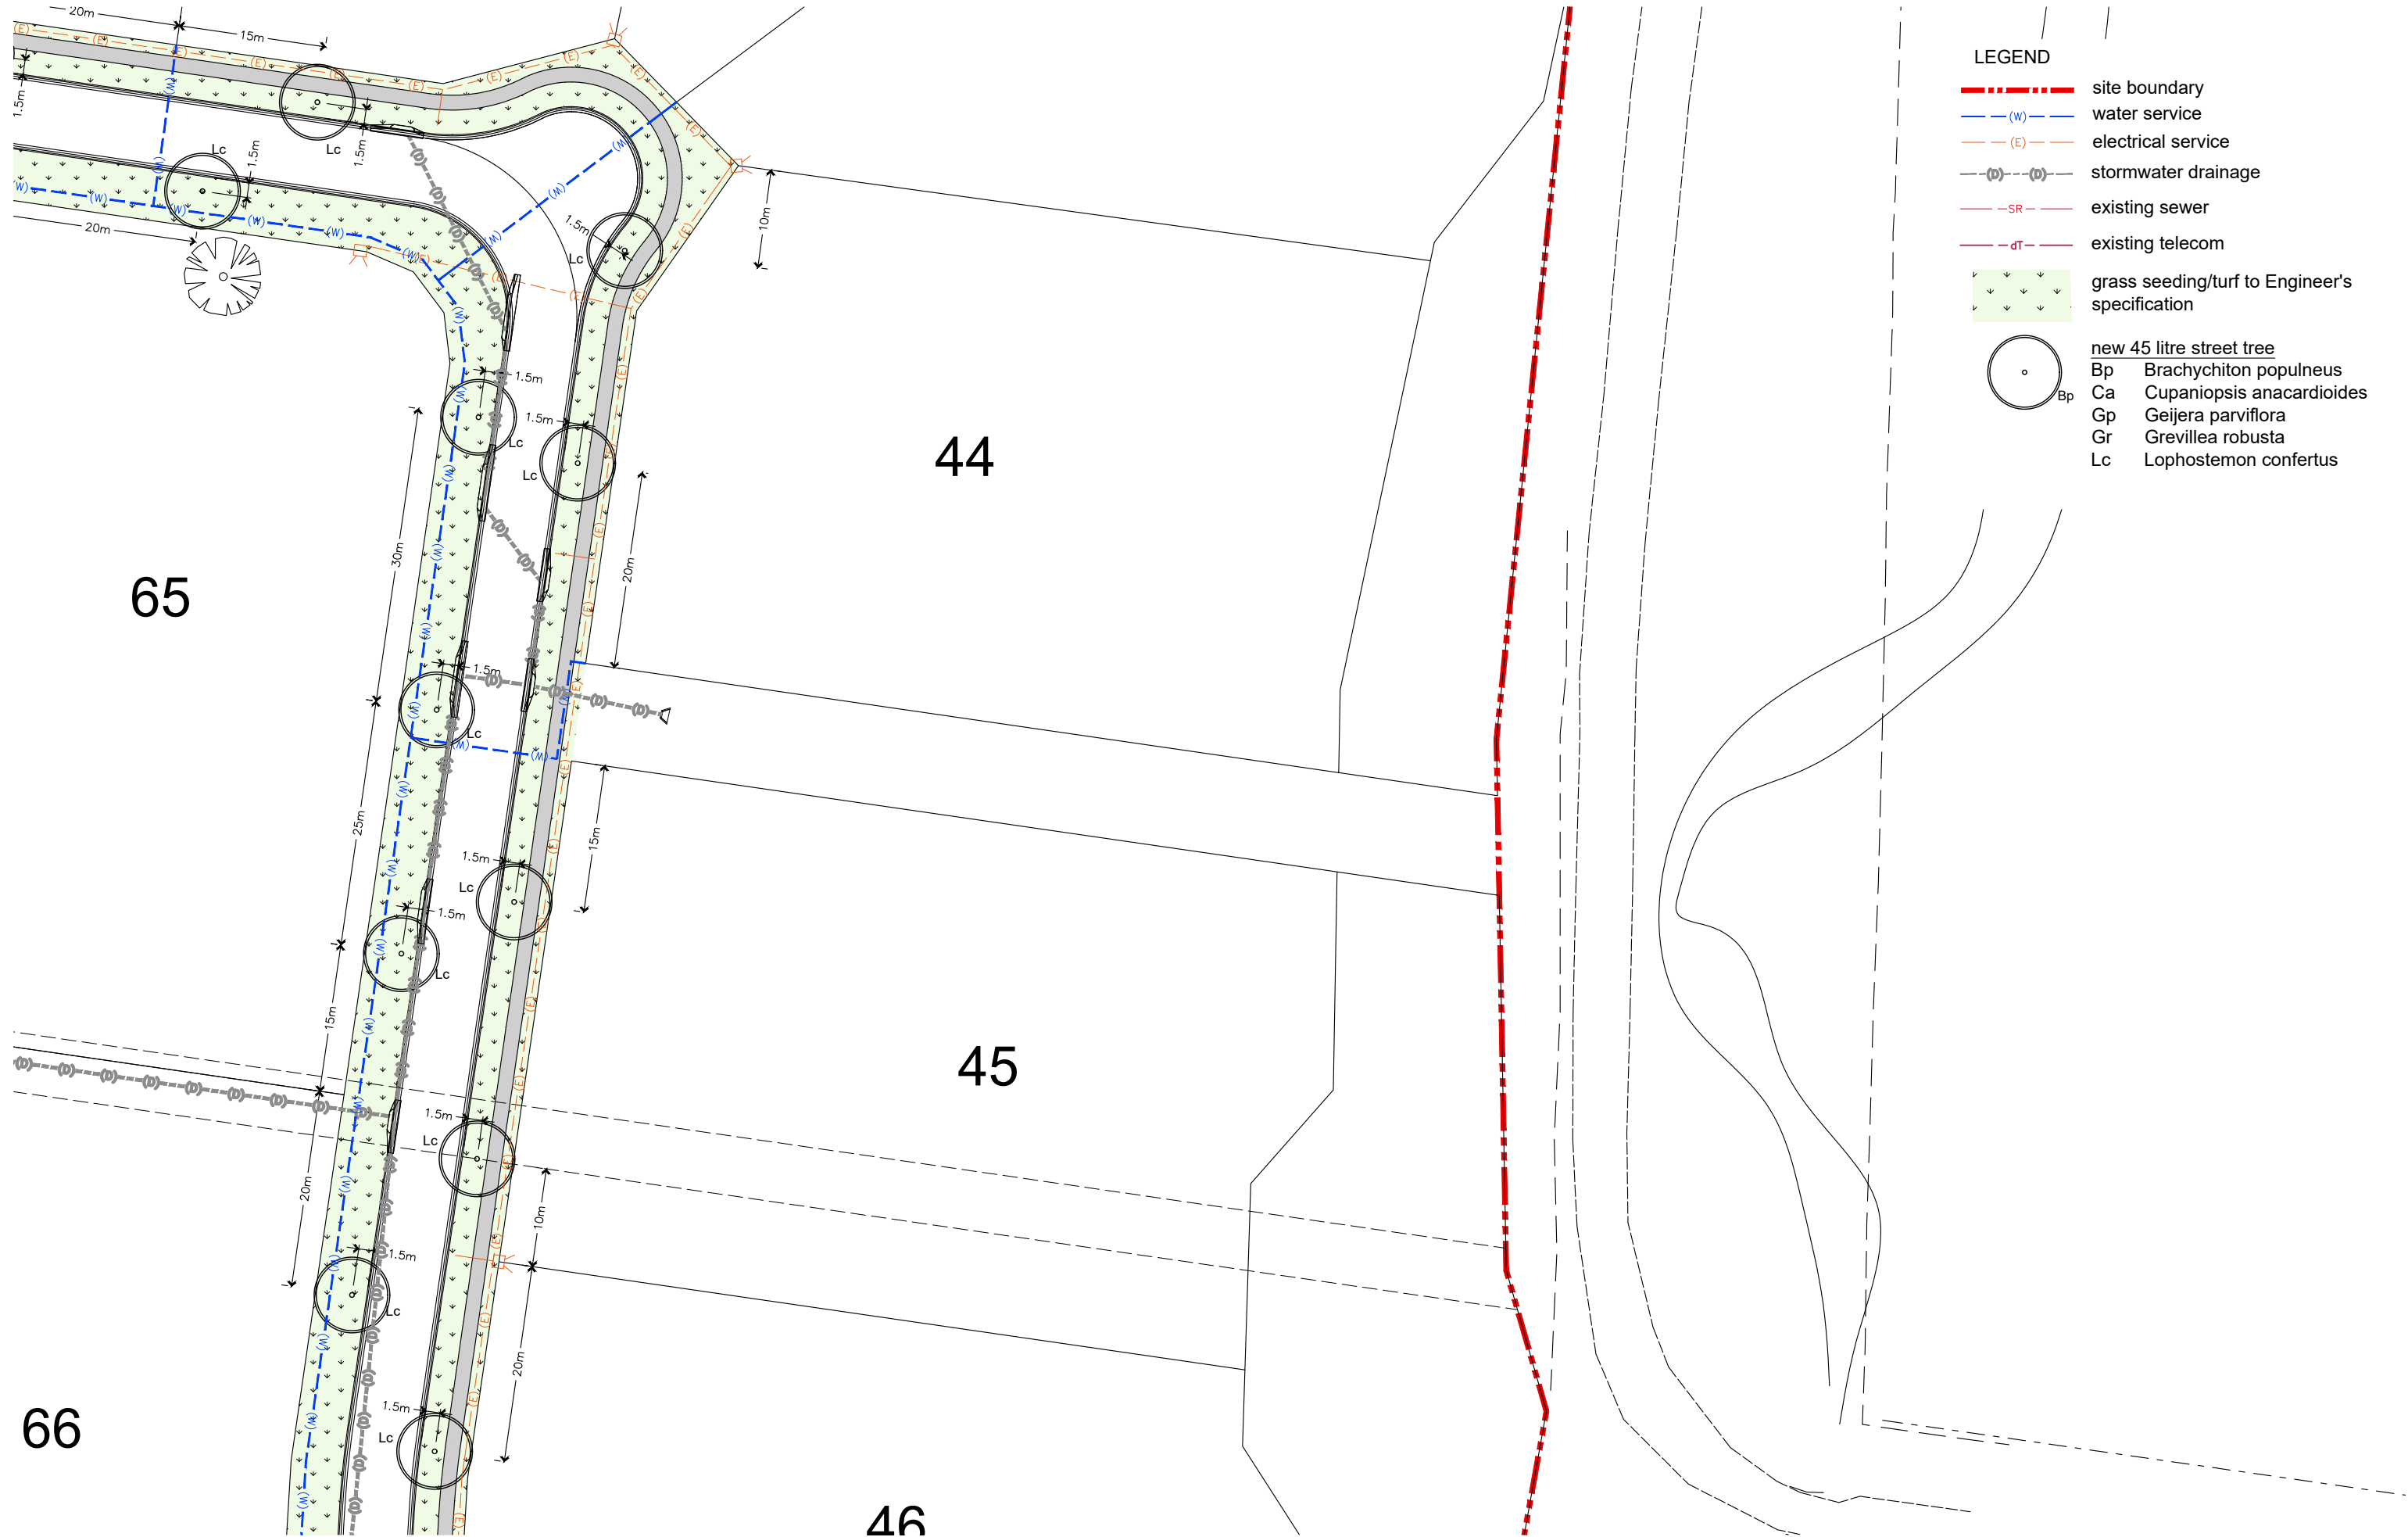 20m
15m
1.5m
1.5m
1.5m
Lc
Lc
20m
1.5m
Lc
10m
1.5m
Lc
1.5m
Lc
30m
20m
44
65
1.5m
Lc
25m
15m
1.5m
Lc
1.5m
Lc
15m
45
1.5m
Lc
20m
10m
1.5m
Lc
20m
1.5m
Lc
66
46
LEGEND
site boundary
(W) water service
(E) electrical service
(D) (D) stormwater drainage
SR existing sewer
dT existing telecom
grass seeding/turf to Engineer's
specification
new 45 litre street tree
Bp
Bp Brachychiton populneus
Ca Cupaniopsis anacardioides
Gp Geijera parviflora
Gr Grevillea robusta
Lc Lophostemon confertus